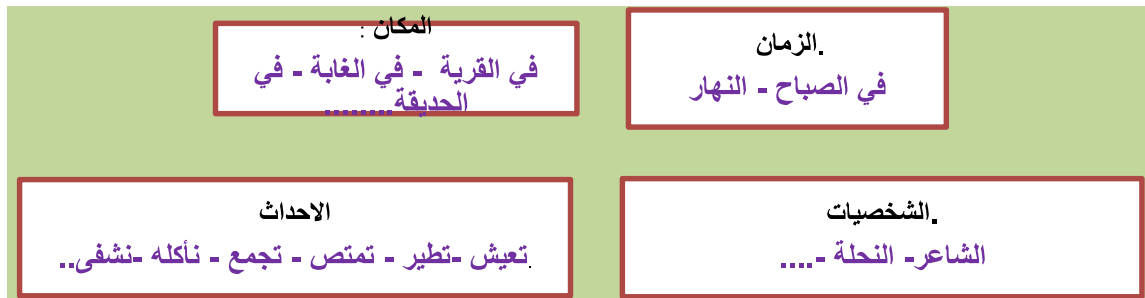 .الزمان
في الصباح - النهار
المكان :
في القرية - في الغابة - في
الحديقة........
.الشخصيات
الشاعر- النحلة -....
الاحداث
.تعيش -تطير - تمتص - تجمع - نأكله -نشفى..